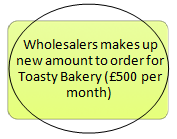 Wholesalers makes up
new amount to order for
Toasty Bakery (£500 per
month)